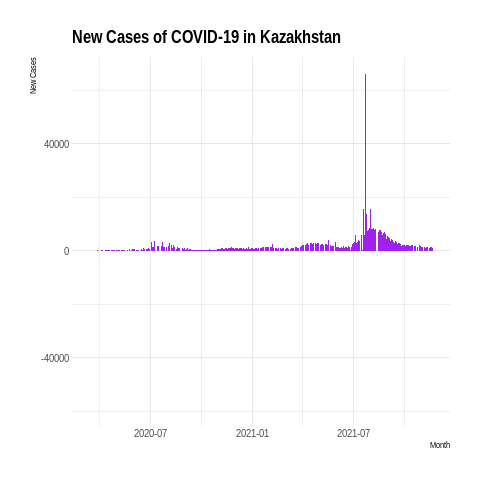 New Cases of COVID-19 in Kazakhstan
New Cases
40000
0
-40000
2020-07
2021-01
2021-07
Month